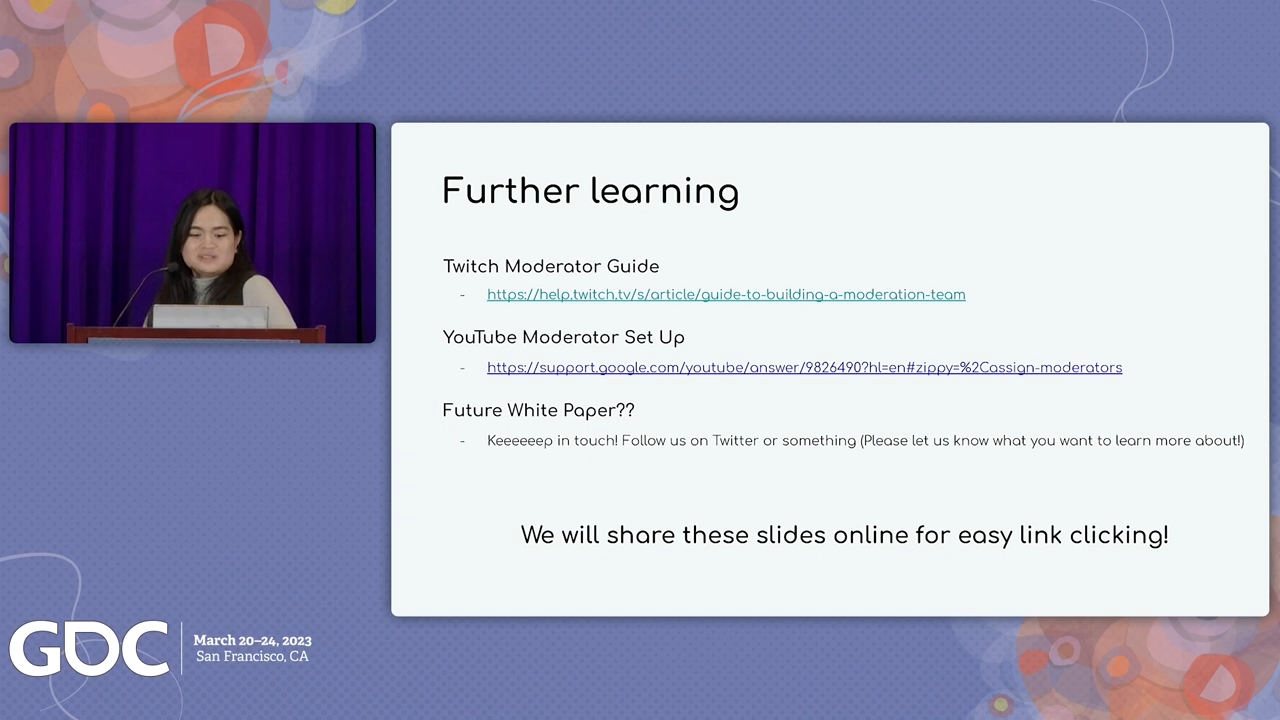 Further learning
Twitch Moderator Guide
- https://help.twitch.tv/s/article/guide-to-building-a-moderation-team
YouTube Moderator Set Up
- https://support.google.com/youtube/answer/9826490?hl=en#zippy=%2Cassign-moderators
Future White Paper??
- Keeeeeep in touch! Follow us on Twitter or something (Please let us know what you want to learn more about!)
We will share these slides online for easy link clicking!
GDC
March 20–24, 2023
San Francisco, CA